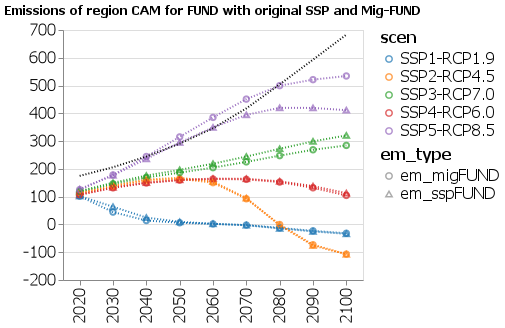 Emissions of region CAM for FUND with original SSP and Mig-FUND
700
600
500
400
300
200
100
0
-100
-200
2020
2030
2040
2050
2060
2070
2080
2090
2100
scen
SSP1-RCP1.9
SSP2-RCP4.5
SSP3-RCP7.0
SSP4-RCP6.0
SSP5-RCP8.5
em_type
em_migFUND
em_sspFUND